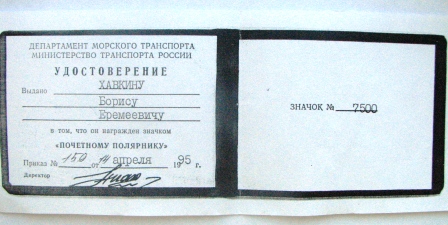 ДЕПАРТАМЕНТ МОРСКОГО ТРАНСПОРТА
МИНИСТЕРСТВО ТРАНСПОРТА РОССИИ
УДОСТОВЕРЕНИЕ
Выдано ХАВКИНУ
Борису
Еремеевичу
в том, что он награжден значком
«ПОЧЕТНОМУ ПОЛЯРНИКУ»
Приказ № 150 от 14 апреля 1995 г.
Директор
ЗНАЧОК № 7500